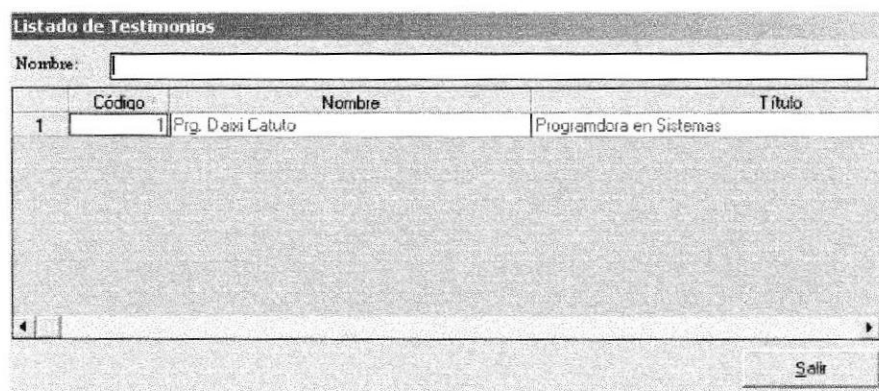 Listado de Testimonios
Nombre:
Código Nombre Título
1 1 Prg. Daixi Catuto Programdora en Sistemas
Salir